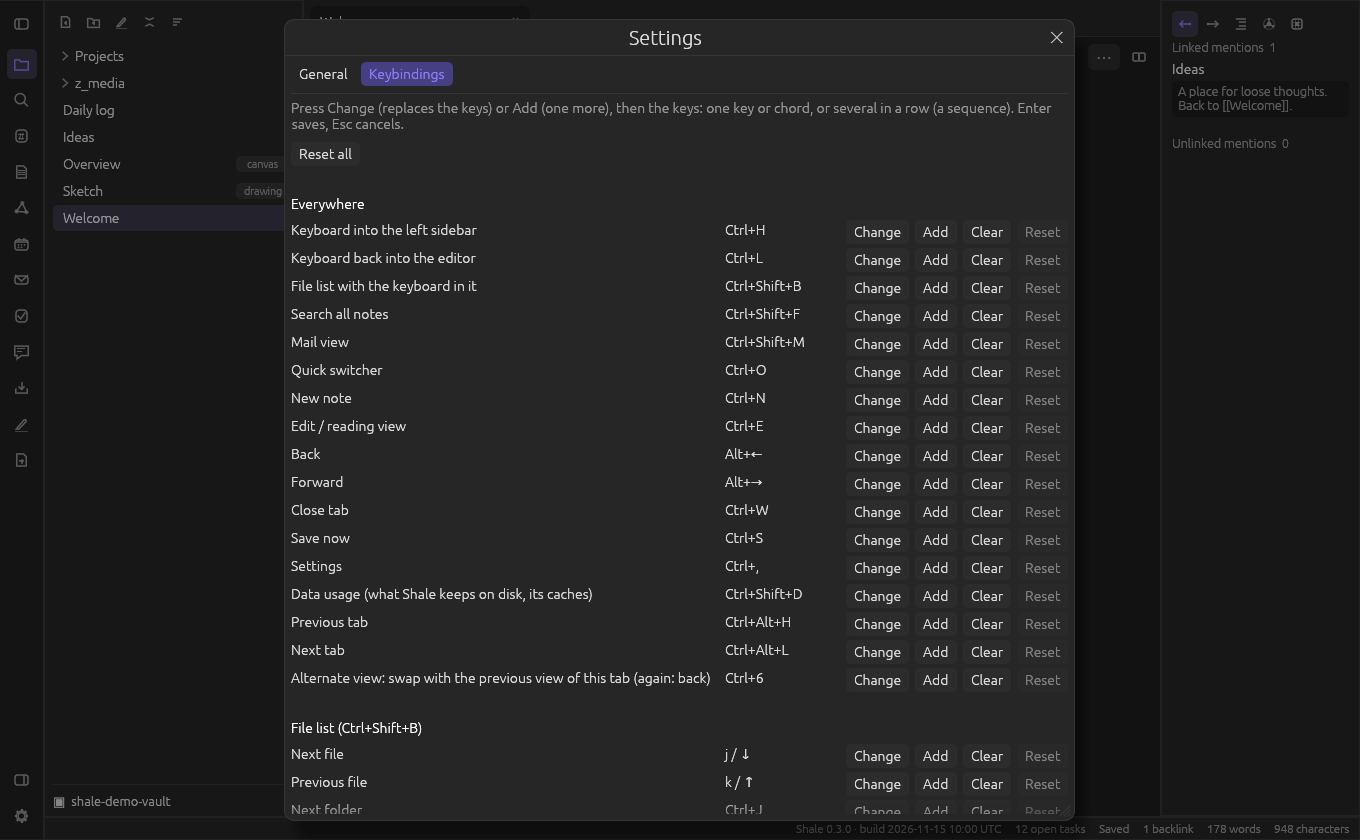 Settings
General Keybindings
Press Change (replaces the keys) or Add (one more), then the keys: one key or chord, or several in a row (a sequence). Enter
saves, Esc cancels.
Reset all
Everywhere
Keyboard into the left sidebar Ctrl+H Change Add Clear Reset
Keyboard back into the editor Ctrl+L Change Add Clear Reset
File list with the keyboard in it Ctrl+Shift+B Change Add Clear Reset
Search all notes Ctrl+Shift+F Change Add Clear Reset
Mail view Ctrl+Shift+M Change Add Clear Reset
Quick switcher Ctrl+O Change Add Clear Reset
New note Ctrl+N Change Add Clear Reset
Edit / reading view Ctrl+E Change Add Clear Reset
Back Alt+← Change Add Clear Reset
Forward Alt+→ Change Add Clear Reset
Close tab Ctrl+W Change Add Clear Reset
Save now Ctrl+S Change Add Clear Reset
Settings Ctrl+, Change Add Clear Reset
Data usage (what Shale keeps on disk, its caches) Ctrl+Shift+D Change Add Clear Reset
Previous tab Ctrl+Alt+H Change Add Clear Reset
Next tab Ctrl+Alt+L Change Add Clear Reset
Alternate view: swap with the previous view of this tab (again: back) Ctrl+6 Change Add Clear Reset
File list (Ctrl+Shift+B)
Next file j / ↓ Change Add Clear Reset
Previous file k / ↑ Change Add Clear Reset
Next folder Ctrl+J Change Add Clear Reset
Projects
z_media
Daily log
Ideas
Overview canvas
Sketch drawing
Welcome
shale-demo-vault
Linked mentions 1
Ideas
A place for loose thoughts.
Back to [[Welcome]].
Unlinked mentions 0
Shale 0.3.0 · build 2026-11-15 10:00 UTC 12 open tasks Saved 1 backlink 178 words 948 characters